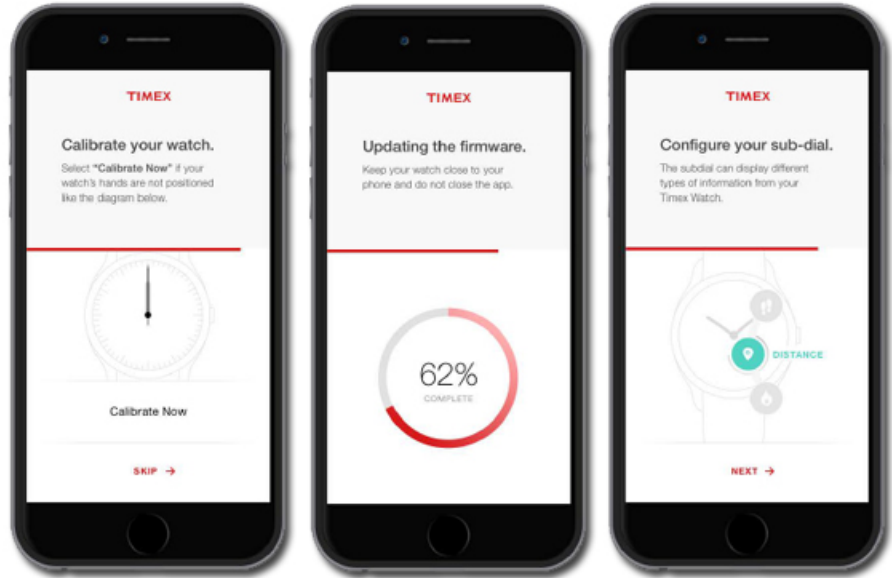 TIMEX
Calibrate your watch.
Select "Calibrate Now" if your
watch's hands are not positioned
like the diagram below.
Calibrate Now
SKIP →
TIMEX
Updating the firmware.
Keep your watch close to your
phone and do not close the app.
62%
COMPLETE
TIMEX
Configure your sub-dial.
The subdial can display different
types of information from your
Timex Watch.
DISTANCE
NEXT →